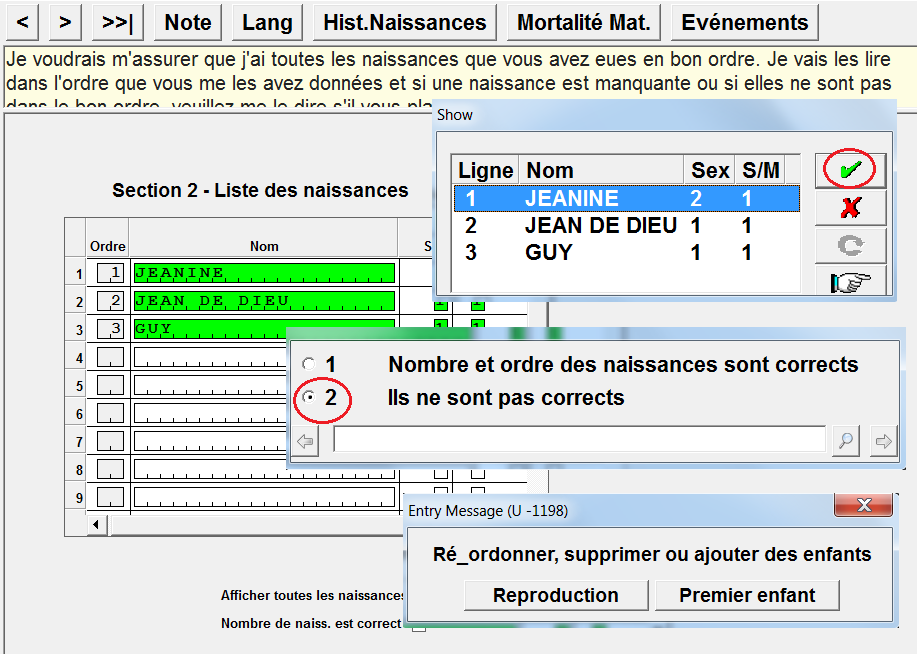 < > >>| Note Lang Hist.Naissances Mortalité Mat. Evénements
Je voudrais m'assurer que j'ai toutes les naissances que vous avez eues en bon ordre. Je vais les lire
dans l'ordre que vous me les avez données et si une naissance est manquante ou si elles ne sont pas
dans le bon ordre, veuillez me le dire s'il vous pla
Show
Ligne Nom Sex S/M
1 JEANINE 2 1
2 JEAN DE DIEU 1 1
3 GUY 1 1
Section 2 - Liste des naissances
Ordre Nom S
1 1 JEANINE
2 2 JEAN DE DIEU 1 1
3 3 GUY 1 1
4
5
6
7
8
9
1 Nombre et ordre des naissances sont corrects
2 Ils ne sont pas corrects
Entry Message (U -1198)
Ré_ordonner, supprimer ou ajouter des enfants
Reproduction Premier enfant
Afficher toutes les naissances
Nombre de naiss. est correct